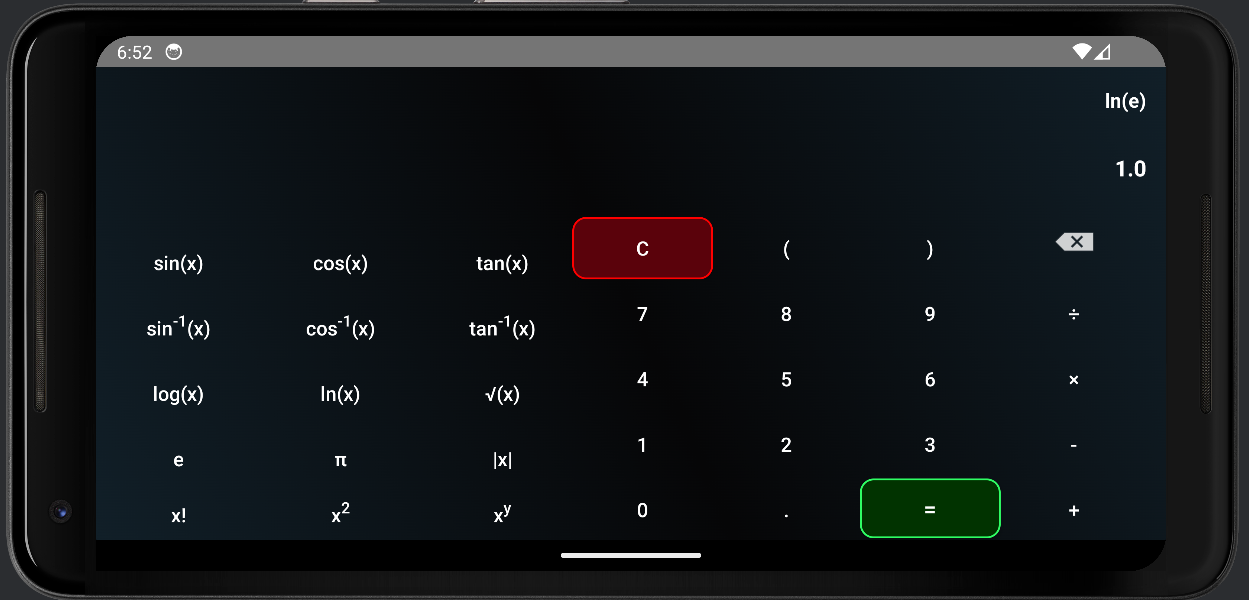 6:52
ln(e)
1.0
sin(x) cos(x) tan(x) C ( )
sin⁻¹(x) cos⁻¹(x) tan⁻¹(x) 7 8 9 ÷
log(x) ln(x) √(x) 4 5 6 ×
e π |x| 1 2 3 -
x! x² xʸ 0 . = +